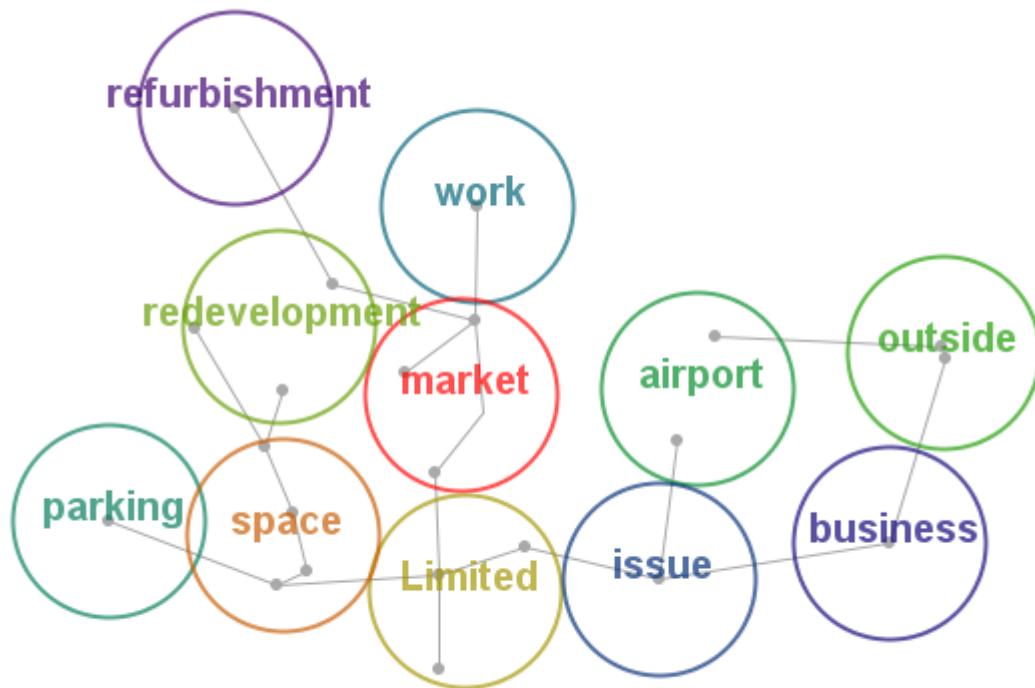 refurbishment
work
redevelopment
outside
airport
market
parking
space
business
issue
Limited